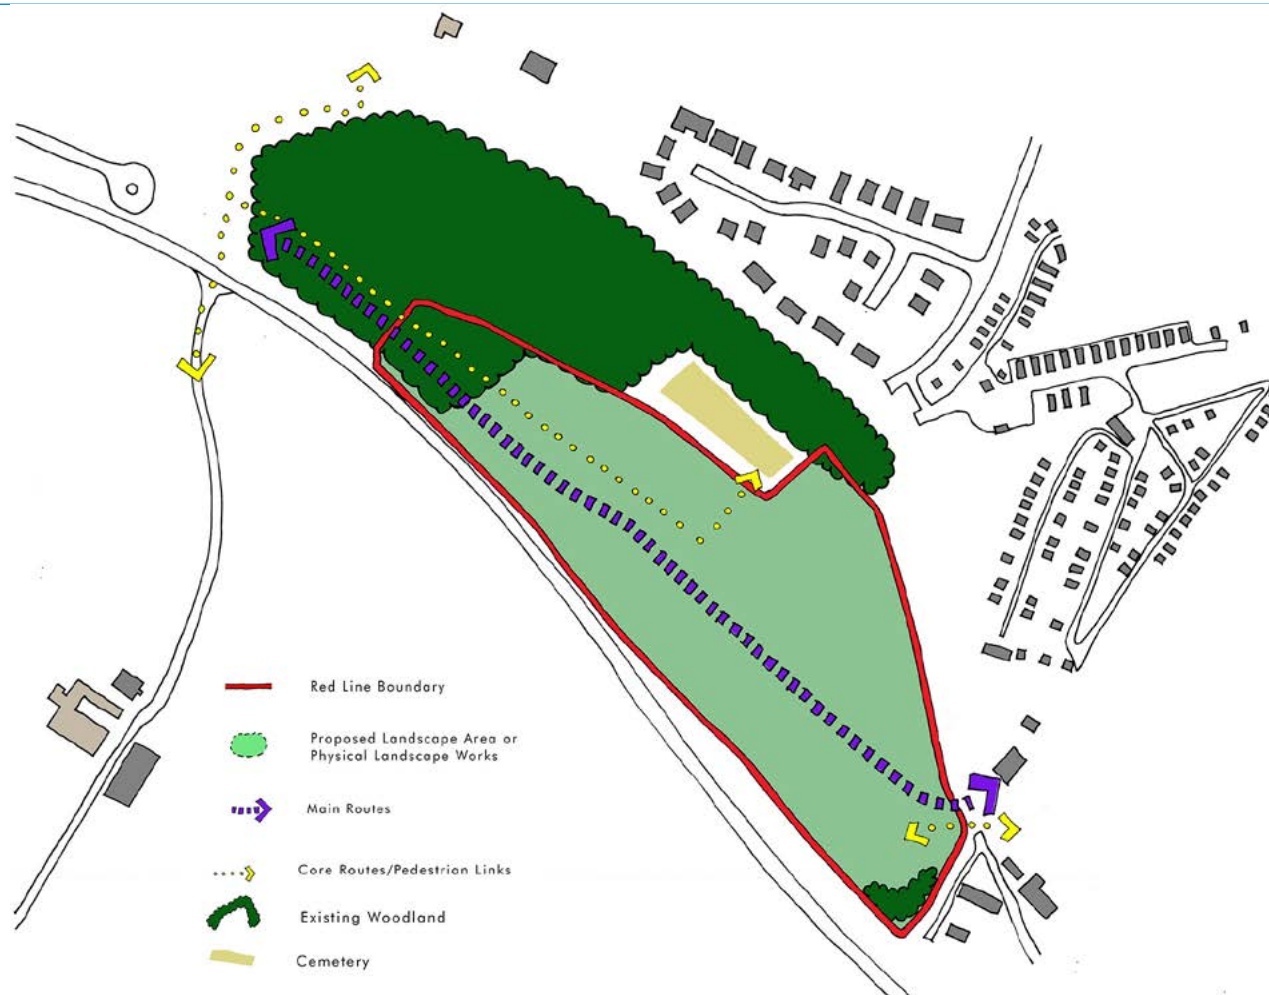 Red Line Boundary
Proposed Landscape Area or
Physical Landscape Works
Main Routes
Core Routes/Pedestrian Links
Existing Woodland
Cemetery